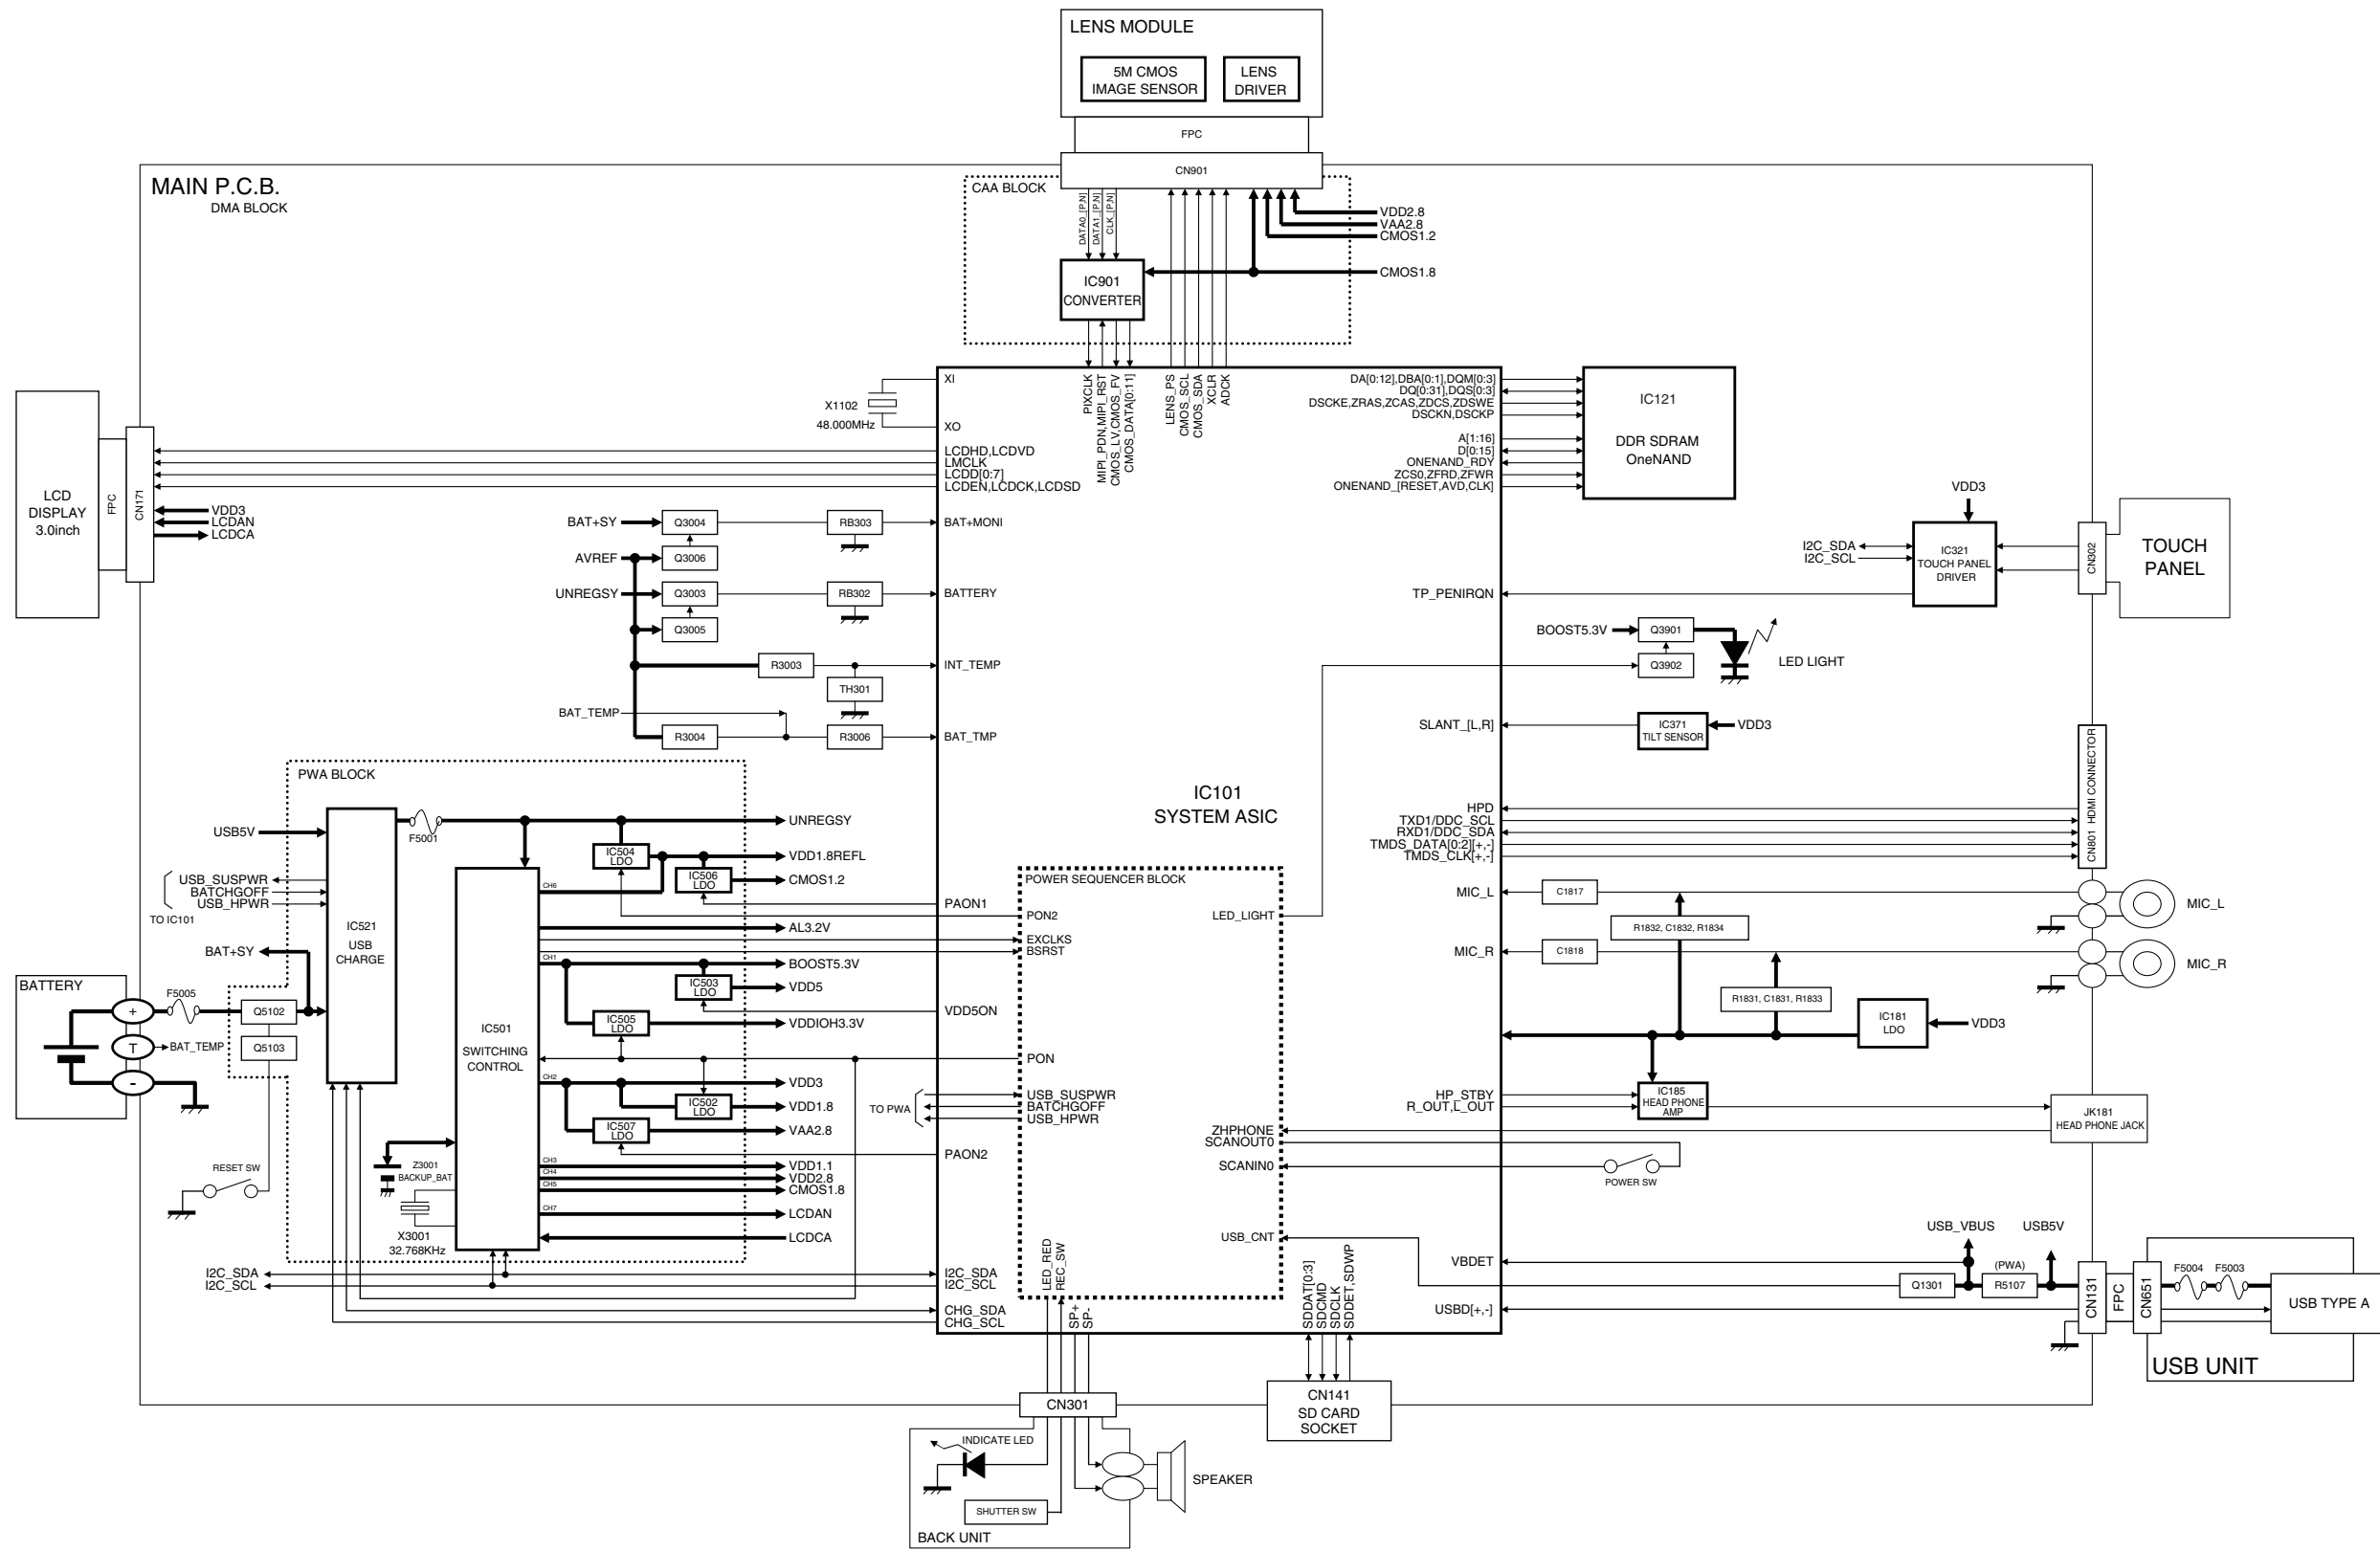 LENS MODULE
5M CMOS
IMAGE SENSOR
LENS
DRIVER
FPC
CN901
MAIN P.C.B.
DMA BLOCK
CAA BLOCK
DATA0_[P,N]
DATA1_[P,N]
CLK_[P,N]
VDD2.8
VAA2.8
CMOS1.2
CMOS1.8
IC901
CONVERTER
PIXCLK
MIPI_PDN,MIPI_RST
CMOS_LV,CMOS_FV
CMOS_DATA[0:11]
LENS_PS
CMOS_SCL
CMOS_SDA
XCLR
ADCK
XI
X1102
48.000MHz
XO
LCDHD,LCDVD
LMCLK
LCDD[0:7]
LCDEN,LCDCK,LCDSD
LCD
DISPLAY
3.0inch
FPC
CN171
VDD3
LCDAN
LCDCA
DA[0:12],DBA[0:1],DQM[0:3]
DQ[0:31],DQS[0:3]
DSCKE,ZRAS,ZCAS,ZDCS,ZDSWE
DSCKN,DSCKP
A[1:16]
D[0:15]
ONENAND_RDY
ZCS0,ZFRD,ZFWR
ONENAND_[RESET,AVD,CLK]
IC121
DDR SDRAM
OneNAND
BAT+SY
Q3004
RB303
BAT+MONI
AVREF
Q3006
UNREGSY
Q3003
RB302
BATTERY
Q3005
R3003
INT_TEMP
TH301
BAT_TEMP
R3004
R3006
BAT_TMP
VDD3
I2C_SDA
I2C_SCL
IC321
TOUCH PANEL
DRIVER
CN302
TOUCH
PANEL
TP_PENIRQN
BOOST5.3V
Q3901
Q3902
LED LIGHT
SLANT_[L,R]
IC371
TILT SENSOR
VDD3
IC101
SYSTEM ASIC
HPD
TXD1/DDC_SCL
RXD1/DDC_SDA
TMDS_DATA[0:2][+,-]
TMDS_CLK[+,-]
CN801 HDMI CONNECTOR
PWA BLOCK
USB5V
F5001
UNREGSY
IC504
LDO
VDD1.8REFL
IC506
LDO
CMOS1.2
CH6
USB_SUSPWR
BATCHGOFF
USB_HPWR
TO IC101
IC521
USB
CHARGE
PAON1
AL3.2V
CH1
BOOST5.3V
IC503
LDO
VDD5
VDD5ON
IC505
LDO
VDDIOH3.3V
BAT+SY
BATTERY
+
T
-
F5005
Q5102
Q5103
BAT_TEMP
IC501
SWITCHING
CONTROL
CH2
VDD3
IC502
LDO
VDD1.8
IC507
LDO
VAA2.8
PAON2
CH3
VDD1.1
CH4
VDD2.8
CH5
CMOS1.8
CH7
LCDAN
LCDCA
RESET SW
Z3001
BACKUP_BAT
X3001
32.768KHz
I2C_SDA
I2C_SCL
I2C_SDA
I2C_SCL
CHG_SDA
CHG_SCL
POWER SEQUENCER BLOCK
PON2
LED_LIGHT
EXCLKS
BSRST
PON
TO PWA
USB_SUSPWR
BATCHGOFF
USB_HPWR
ZHPHONE
SCANOUT0
SCANIN0
USB_CNT
LED_RED
REC_SW
SP+
SP-
MIC_L
C1817
R1832, C1832, R1834
MIC_L
MIC_R
C1818
R1831, C1831, R1833
MIC_R
IC181
LDO
VDD3
HP_STBY
R_OUT,L_OUT
IC185
HEAD PHONE
AMP
JK181
HEAD PHONE JACK
POWER SW
VBDET
USBD[+,-]
USB_VBUS
USB5V
Q1301
(PWA)
R5107
CN131
FPC
CN651
F5004
F5003
USB TYPE A
USB UNIT
SDDAT[0:3]
SDCMD
SDCLK
SDDET,SDWP
CN141
SD CARD
SOCKET
CN301
INDICATE LED
SHUTTER SW
SPEAKER
BACK UNIT